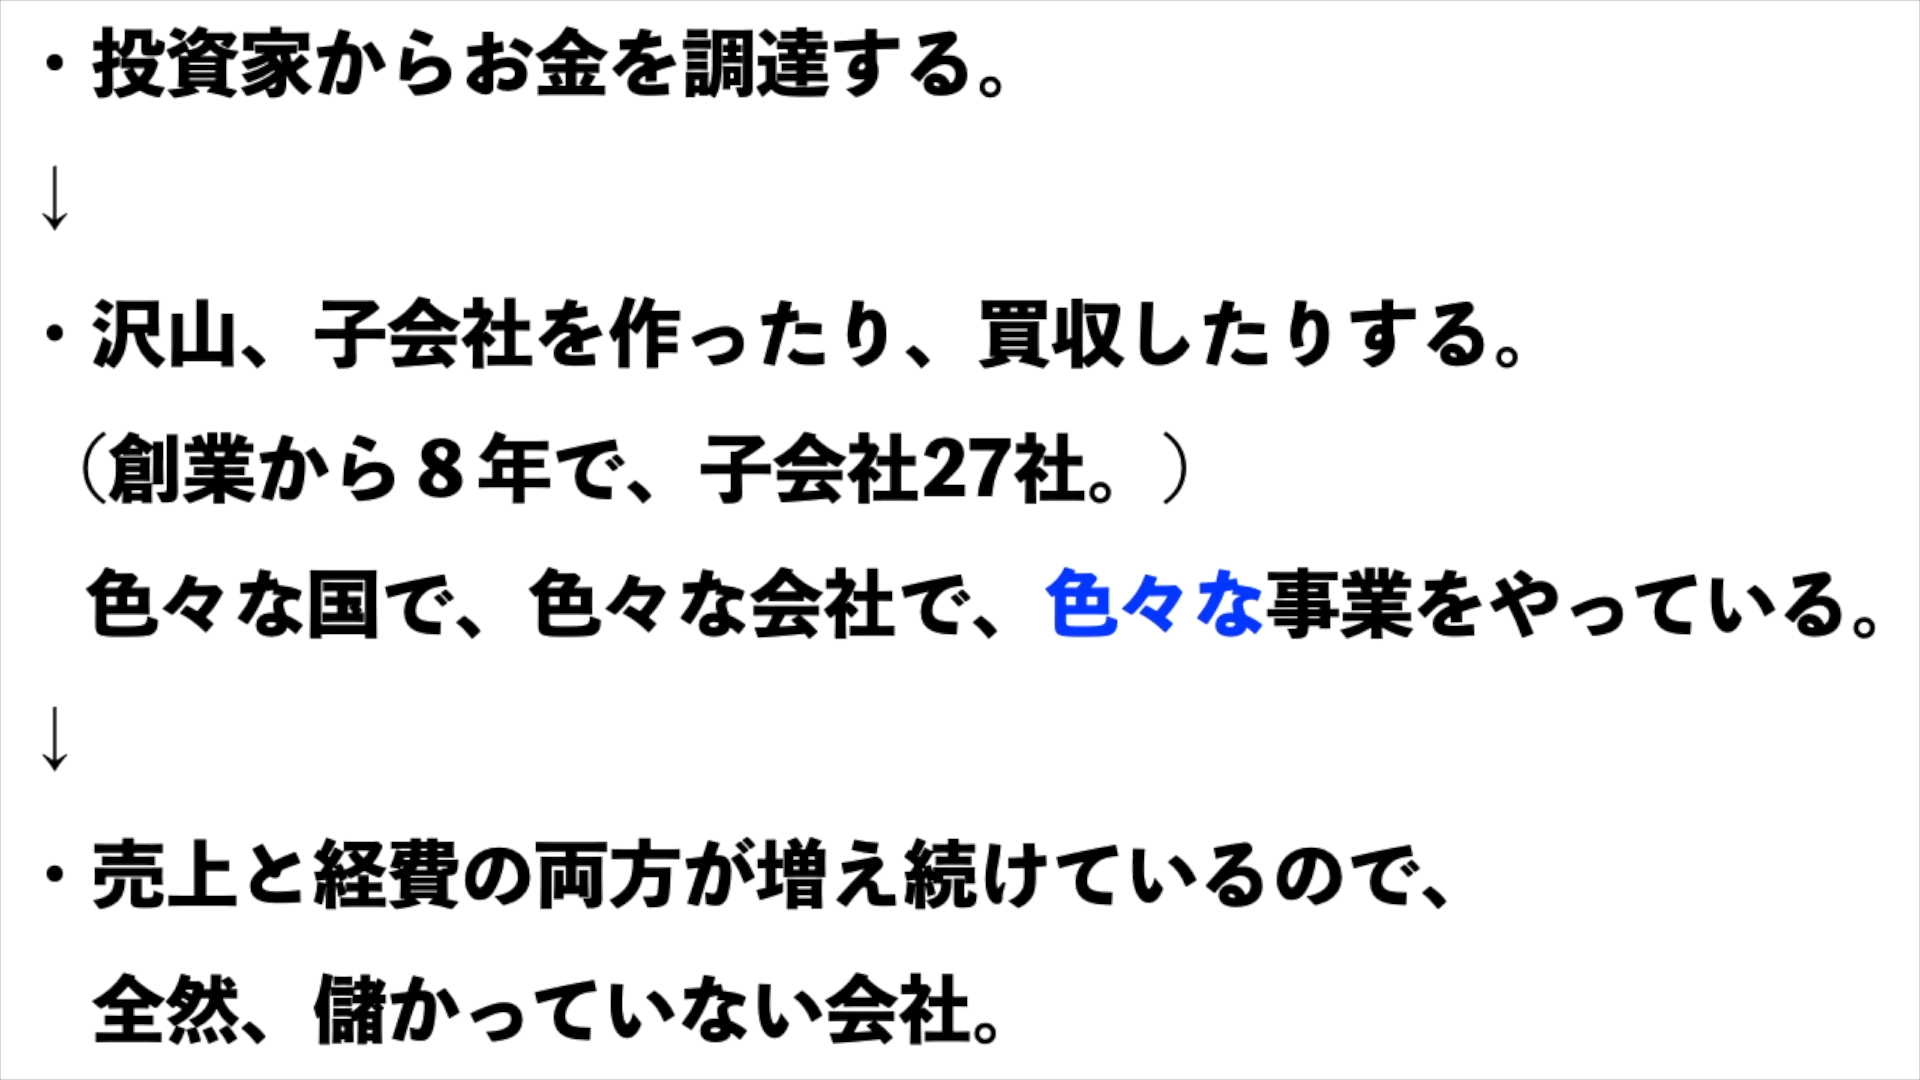 ・投資家からお金を調達する。
↓
・沢山、子会社を作ったり、買収したりする。
（創業から８年で、子会社27社。）
色々な国で、色々な会社で、色々な事業をやっている。
↓
・売上と経費の両方が増え続けているので、
全然、儲かっていない会社。